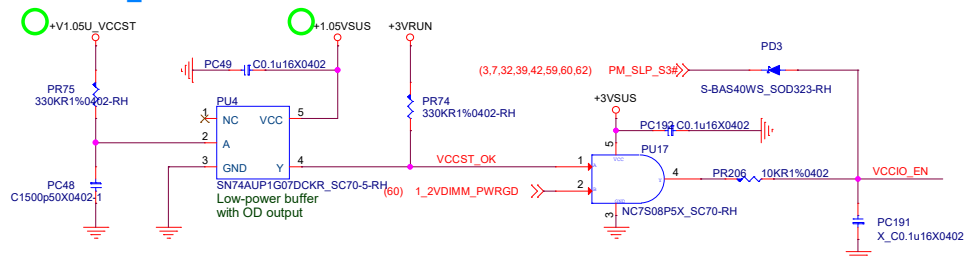 +V1.05U_VCCST
+1.05VSUS
+3VRUN
PC49
C0.1u16X0402
PD3
(3,7,32,39,42,59,60,62)
PM_SLP_S3#
S-BAS40WS_SOD323-RH
PR75
330KR1%0402-RH
PU4
PR74
330KR1%0402-RH
+3VSUS
1
NC
VCC
5
PC192
C0.1u16X0402
2
A
5
VCC
PU17
3
GND
Y
4
VCCST_OK
1
4
PR206
10KR1%0402
VCCIO_EN
PC48
C1500p50X0402-1
SN74AUP1G07DCKR_SC70-5-RH
Low-power buffer
with OD output
(60)
1_2VDIMM_PWRGD
2
3
GND
NC7S08P5X_SC70-RH
PC191
X_C0.1u16X0402